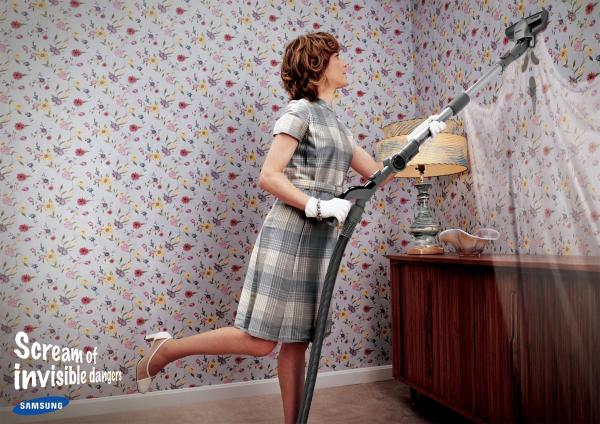 Scream of
invisible dangers
SAMSUNG